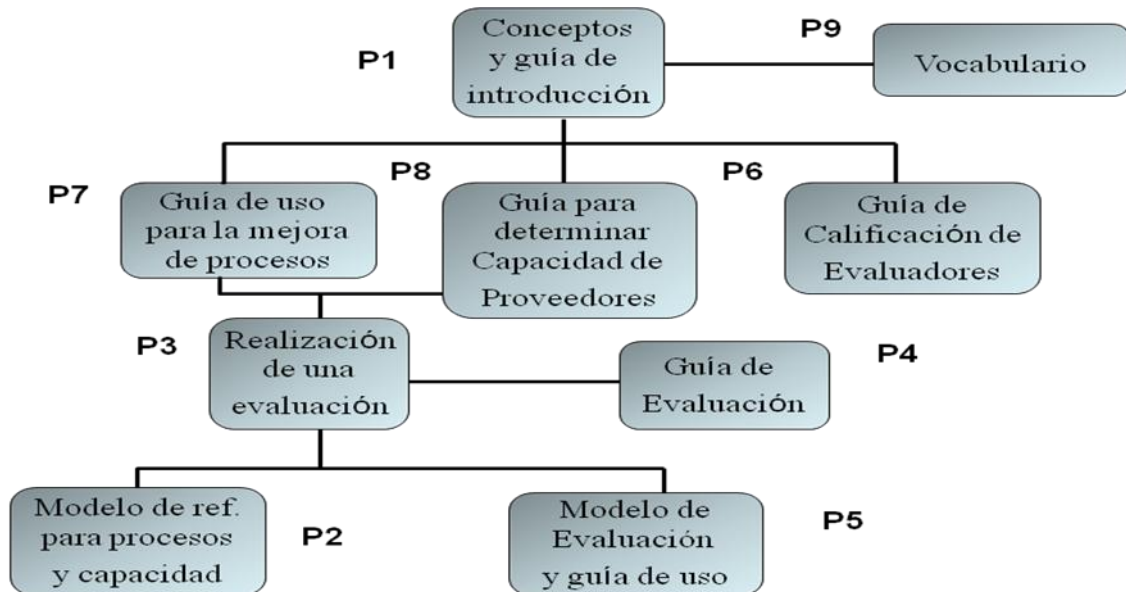 Conceptos
y guía de
introducción
P1
P9
Vocabulario
P7
Guía de uso
para la mejora
de procesos
P8
Guía para
determinar
Capacidad de
Proveedores
P6
Guía de
Calificación de
Evaluadores
P3
Realización
de una
evaluación
Guía de
Evaluación
P4
Modelo de ref.
para procesos
y capacidad
P2
Modelo de
Evaluación
y guía de uso
P5